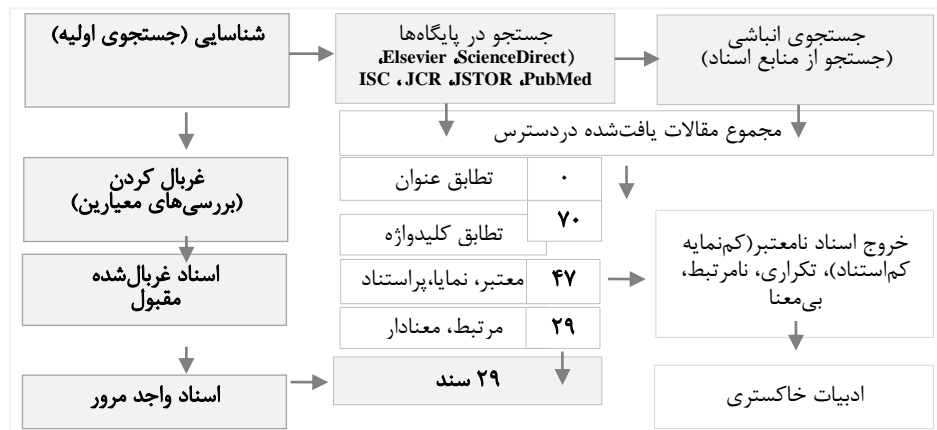 شناسایی (جستجوی اولیه)
جستجو در پایگاه‌ها
(Elsevier ،ScienceDirect،
ISC ، JCR ،JSTOR ،PubMed
جستجوی انباشی
(جستجو از منابع اسناد)
مجموع مقالات یافت‌شده دردسترس
غربال کردن
(بررسی‌های معیارین)
تطابق عنوان
۰
تطابق کلیدواژه
۷۰
معتبر، نمایا،پراستناد
۴۷
مرتبط، معنادار
۲۹
خروج اسناد نامعتبر(کم‌نمایه
کم‌استناد)، تکراری، نامرتبط،
بی‌معنا
اسناد غربال‌شده
مقبول
اسناد واجد مرور
۲۹ سند
ادبیات خاکستری